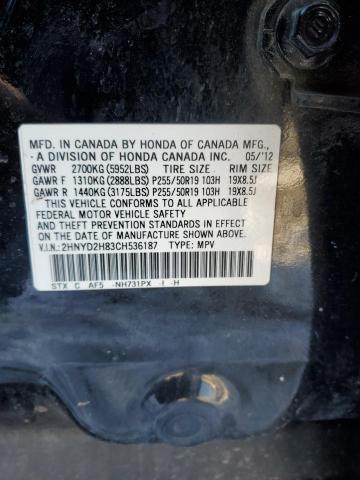 MFD. IN CANADA BY HONDA OF CANADA MFG.,
- A DIVISION OF HONDA CANADA INC. 05/'12
GVWR 2700KG (5952LBS) TIRE SIZE RIM SIZE
GAWR F 1310KG (2888LBS) P255/50R19 103H 19X8.5J
GAWR R 1440KG (3175LBS) P255/50R19 103H 19X8.5J
THIS VEHICLE CONFORMS TO ALL APPLICABLE
FEDERAL MOTOR VEHICLE SAFETY, BUMPER,
AND THEFT PREVENTION STANDARDS IN
EFFECT ON THE DATE OF MANUFACTURE SHOWN ABOVE.
V.I.N.: 2HNYD2H83CH536187 TYPE: MPV
STX C AF5 -NH731PX -I -H